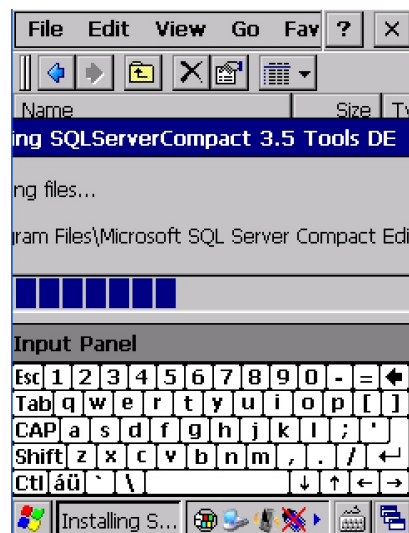 File Edit View Go Fav ? ×
Name Size Ty
ing SQLServerCompact 3.5 Tools DE
ng files...
gram Files\Microsoft SQL Server Compact Edi
Input Panel
Esc 1 2 3 4 5 6 7 8 9 0 - =
Tab q w e r t y u i o p [ ]
CAP a s d f g h j k l ; '
Shift z x c v b n m , . /
Ctl áü ` \
Installing S...